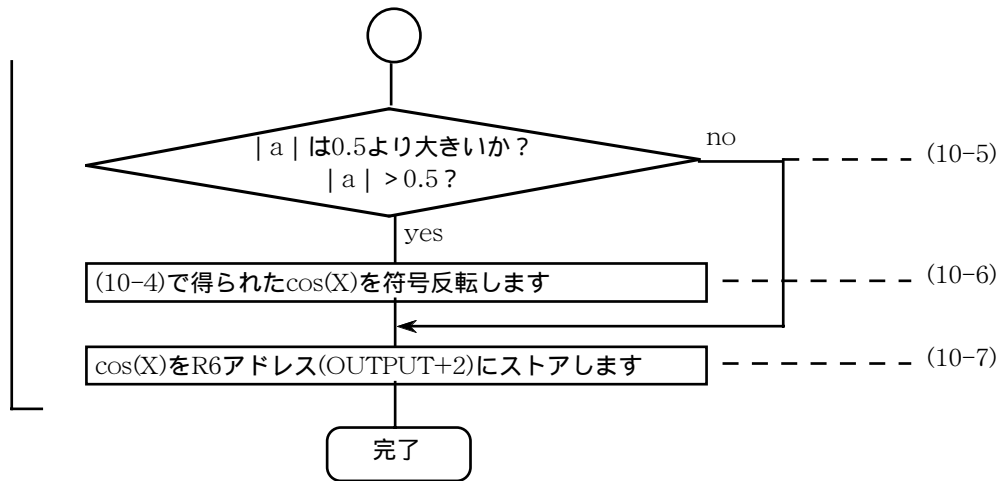 | a | は0.5より大きいか?
| a | >0.5?
no
(10-5)
yes
(10-4)で得られたcos(X)を符号反転します
(10-6)
cos(X)をR6アドレス(OUTPUT+2)にストアします
(10-7)
完了